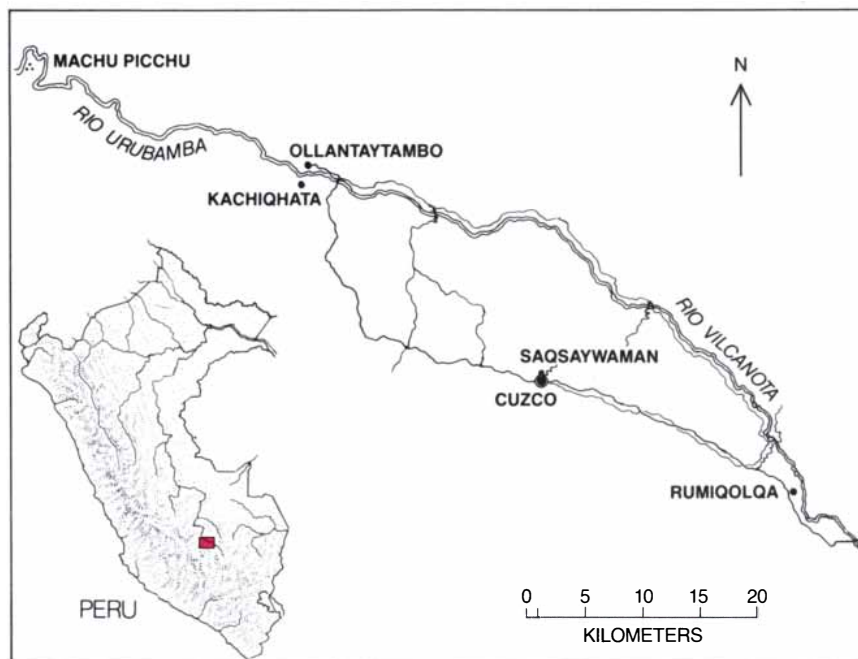 MACHU PICCHU
N
RIO URUBAMBA
OLLANTAYTAMBO
KACHIQHATA
RIO VILCANOTA
SAQSAYWAMAN
CUZCO
RUMIQOLQA
PERU
0 5 10 15 20
KILOMETERS